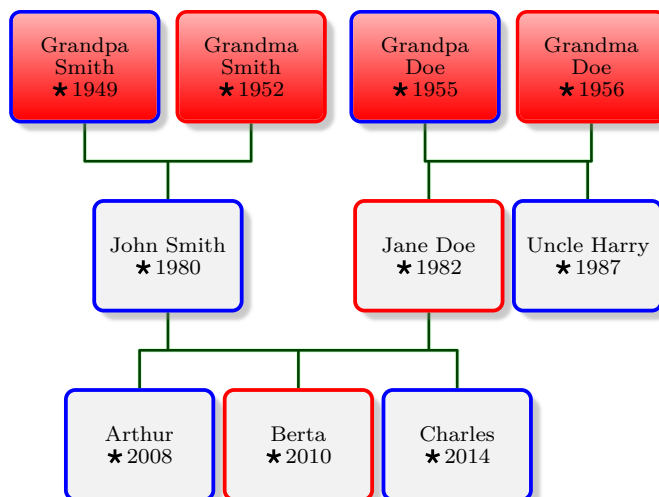 Grandpa
Smith
★ 1949
Grandma
Smith
★ 1952
Grandpa
Doe
★ 1955
Grandma
Doe
★ 1956
John Smith
★ 1980
Jane Doe
★ 1982
Uncle Harry
★ 1987
Arthur
★ 2008
Berta
★ 2010
Charles
★ 2014